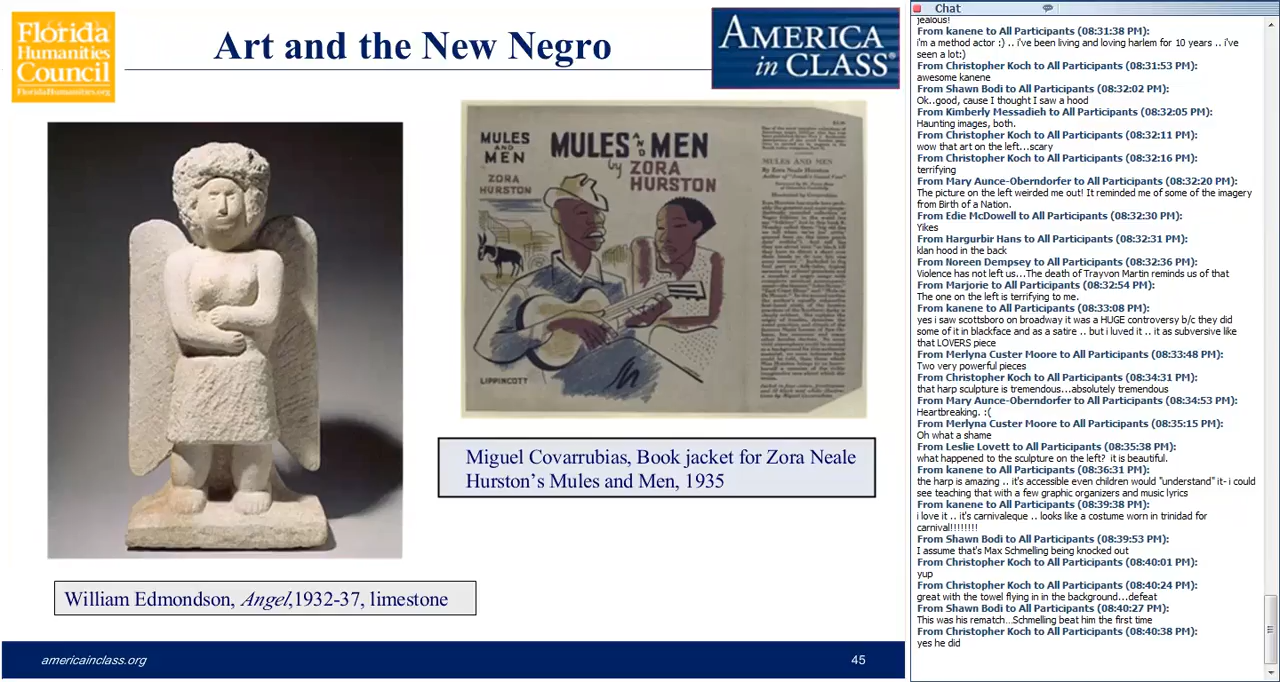 Florida
Humanities
Council
FloridaHumanities.org
Art and the New Negro
AMERICA
in CLASS®
MULES
AND
MEN
ZORA
HURSTON
MULES AND MEN
by ZORA
HURSTON
LIPPINCOTT
MULES AND MEN
By Zora Neale Hurston
Miguel Covarrubias, Book jacket for Zora Neale
Hurston's Mules and Men, 1935
William Edmondson, Angel,1932-37, limestone
americainclass.org
45
Chat
jealous!
From kanene to All Participants (08:31:38 PM):
i'm a method actor :) .. i've been living and loving harlem for 10 years .. i've
seen a lot:)
From Christopher Koch to All Participants (08:31:53 PM):
awesome kanene
From Shawn Bodi to All Participants (08:32:02 PM):
Ok..good, cause I thought I saw a hood
From Kimberly Messadieh to All Participants (08:32:05 PM):
Haunting images, both.
From Christopher Koch to All Participants (08:32:11 PM):
wow that art on the left...scary
From Christopher Koch to All Participants (08:32:16 PM):
terrifying
From Mary Aunce-Oberndorfer to All Participants (08:32:20 PM):
The picture on the left weirded me out! It reminded me of some of the imagery
from Birth of a Nation.
From Edie McDowell to All Participants (08:32:30 PM):
Yikes
From Hargurbir Hans to All Participants (08:32:31 PM):
klan hood in the back
From Noreen Dempsey to All Participants (08:32:36 PM):
Violence has not left us...The death of Trayvon Martin reminds us of that
From Marjorie to All Participants (08:32:54 PM):
The one on the left is terrifying to me.
From kanene to All Participants (08:33:08 PM):
yes i saw scottsboro on broadway it was a HUGE controversy b/c they did
some of it in blackface and as a satire .. but i luved it .. it as subversive like
that LOVERS piece
From Merlyna Custer Moore to All Participants (08:33:48 PM):
Two very powerful pieces
From Christopher Koch to All Participants (08:34:31 PM):
that harp sculpture is tremendous...absolutely tremendous
From Mary Aunce-Oberndorfer to All Participants (08:34:53 PM):
Heartbreaking. :(
From Merlyna Custer Moore to All Participants (08:35:15 PM):
Oh what a shame
From Leslie Lovett to All Participants (08:35:38 PM):
what happened to the sculpture on the left? it is beautiful.
From kanene to All Participants (08:36:31 PM):
the harp is amazing .. it's accessible even children would "understand" it- i could
see teaching that with a few graphic organizers and music lyrics
From kanene to All Participants (08:39:38 PM):
i love it .. it's carnivaleque .. looks like a costume worn in trinidad for
carnival!!!!!!!!
From Shawn Bodi to All Participants (08:39:53 PM):
I assume that's Max Schmelling being knocked out
From Christopher Koch to All Participants (08:40:01 PM):
yup
From Christopher Koch to All Participants (08:40:24 PM):
great with the towel flying in in the background...defeat
From Shawn Bodi to All Participants (08:40:27 PM):
This was his rematch...Schmelling beat him the first time
From Christopher Koch to All Participants (08:40:38 PM):
yes he did